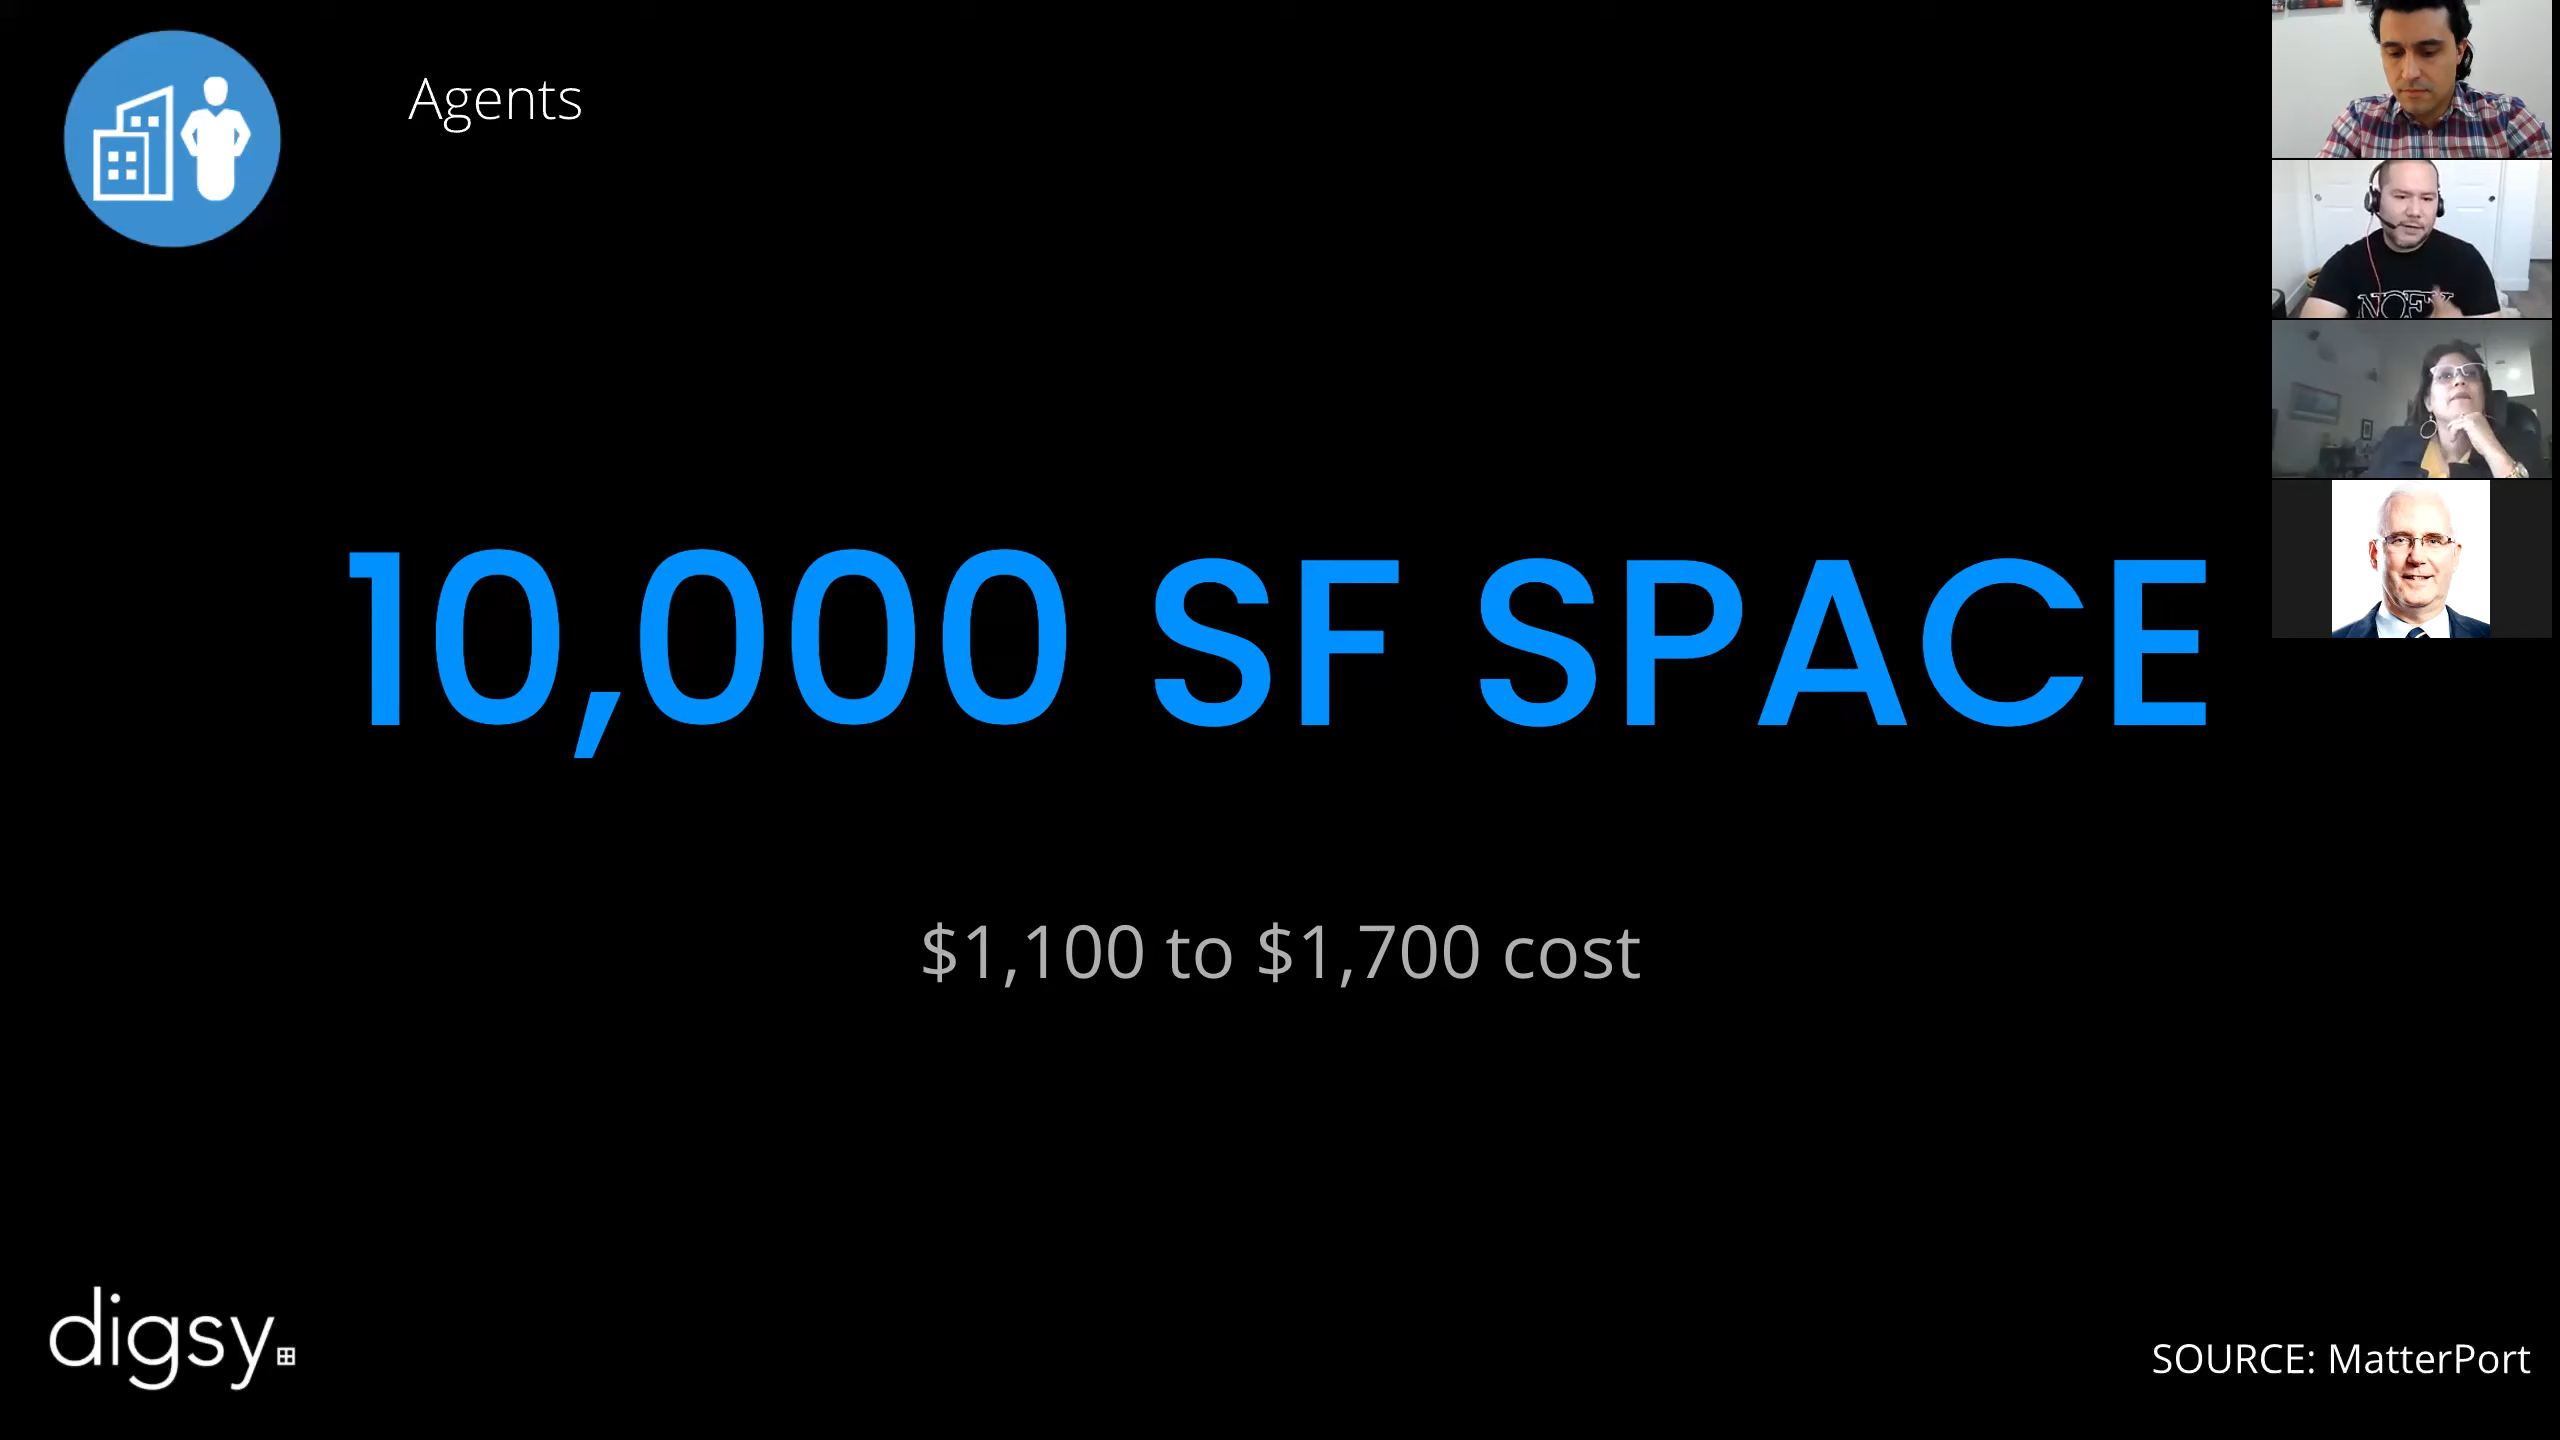 Agents
10,000 SF SPACE
$1,100 to $1,700 cost
digsy
SOURCE: MatterPort